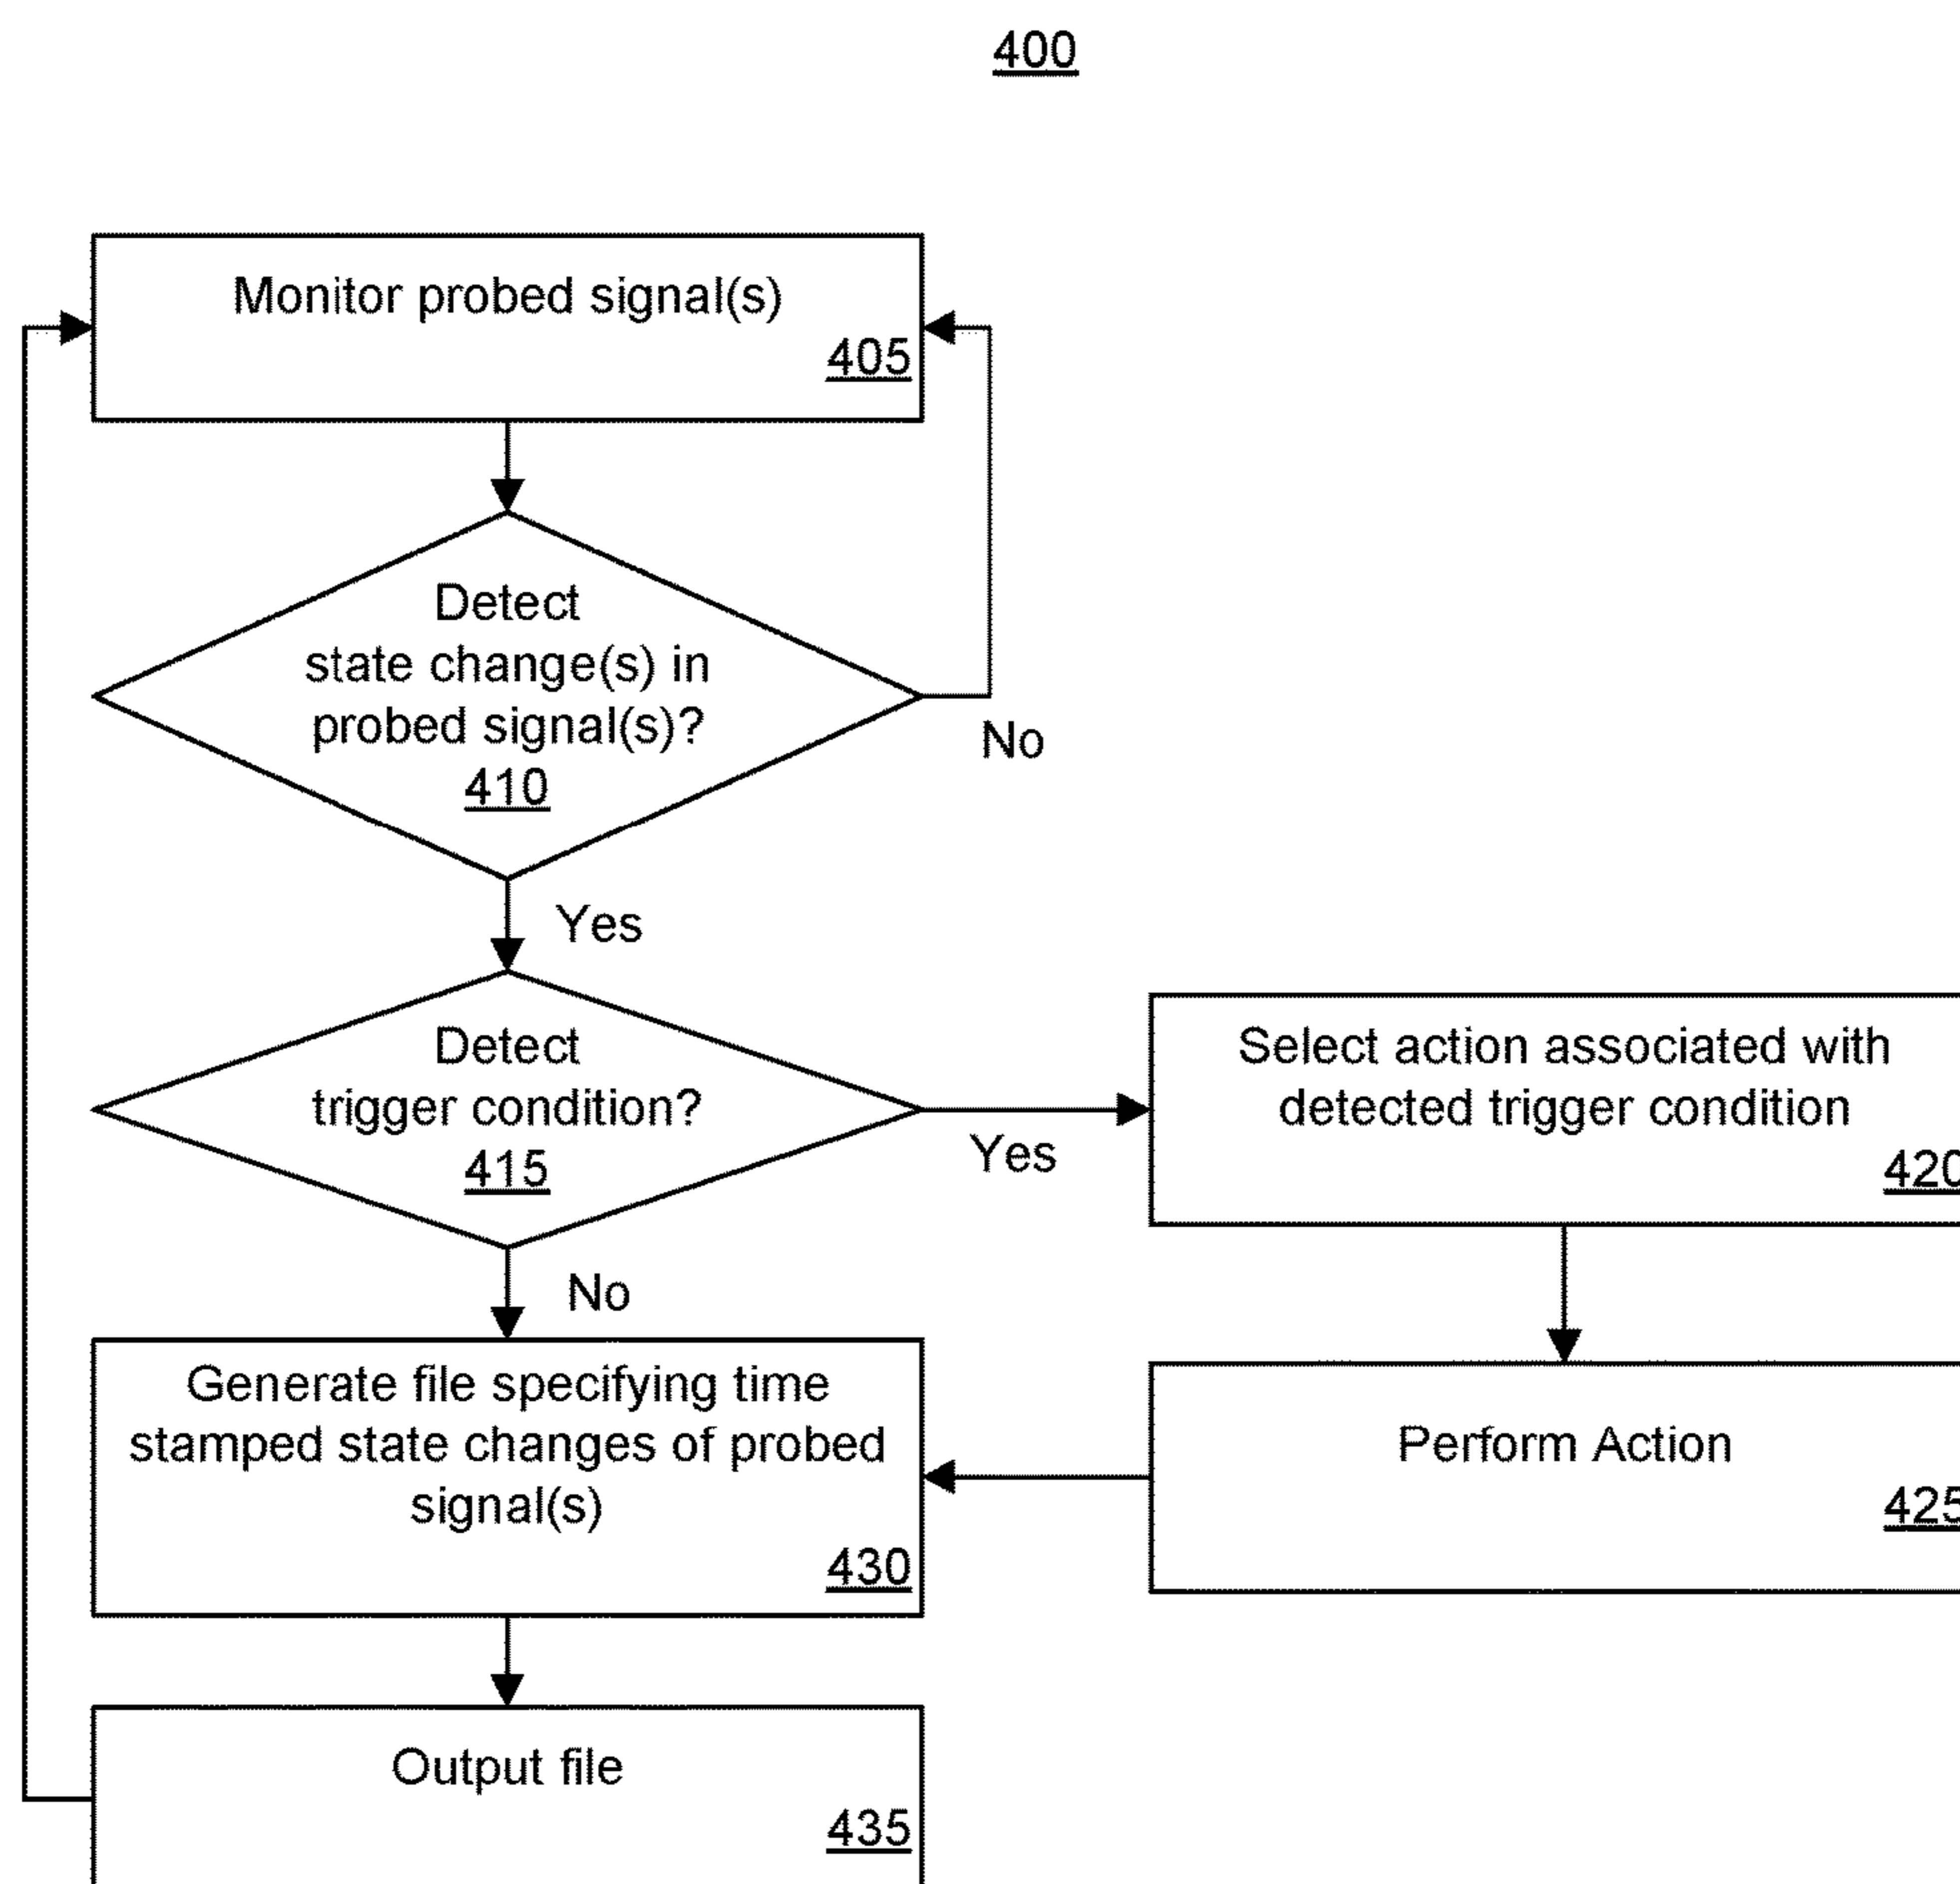 400
Monitor probed signal(s)
405
Detect
state change(s) in
probed signal(s)?
410
No
Yes
Detect
trigger condition?
415
Yes
No
Select action associated with
detected trigger condition
420
Perform Action
425
Generate file specifying time
stamped state changes of probed
signal(s)
430
Output file
435